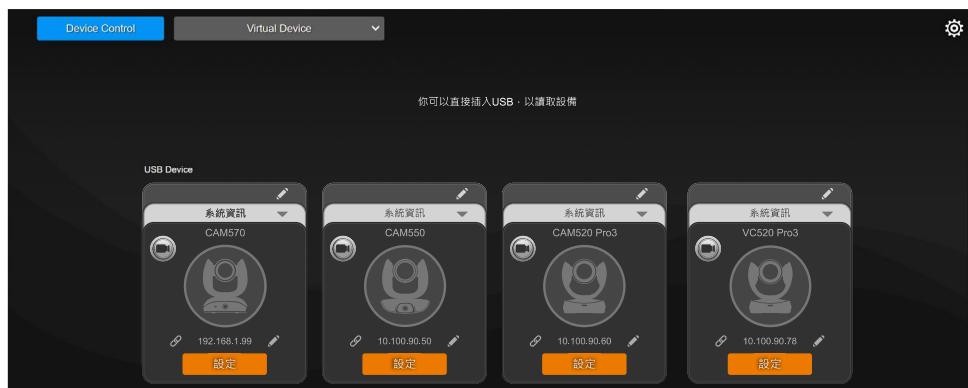 Device Control
Virtual Device
你可以直接插入USB，以讀取設備
USB Device
系統資訊
CAM570
192.168.1.99
設定
系統資訊
CAM550
10.100.90.50
設定
系統資訊
CAM520 Pro3
10.100.90.60
設定
系統資訊
VC520 Pro3
10.100.90.78
設定